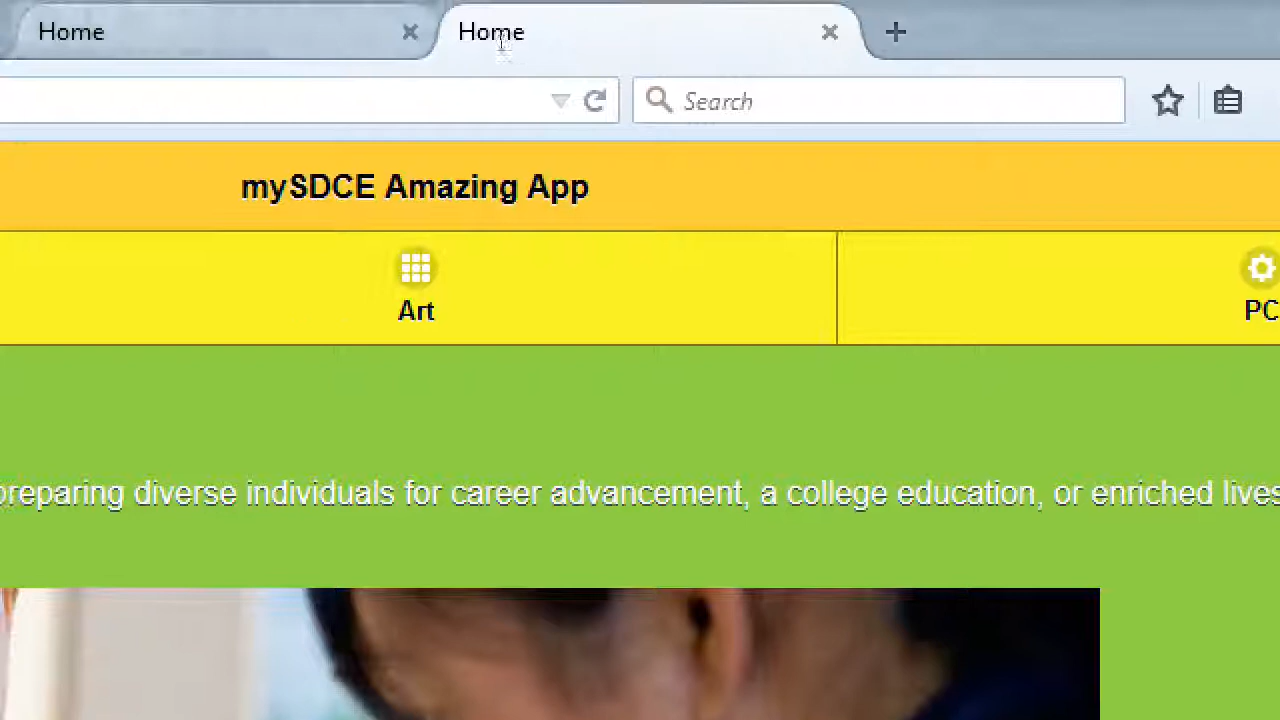 Home
Home
Search
mySDCE Amazing App
Art
PC
preparing diverse individuals for career advancement, a college education, or enriched lives